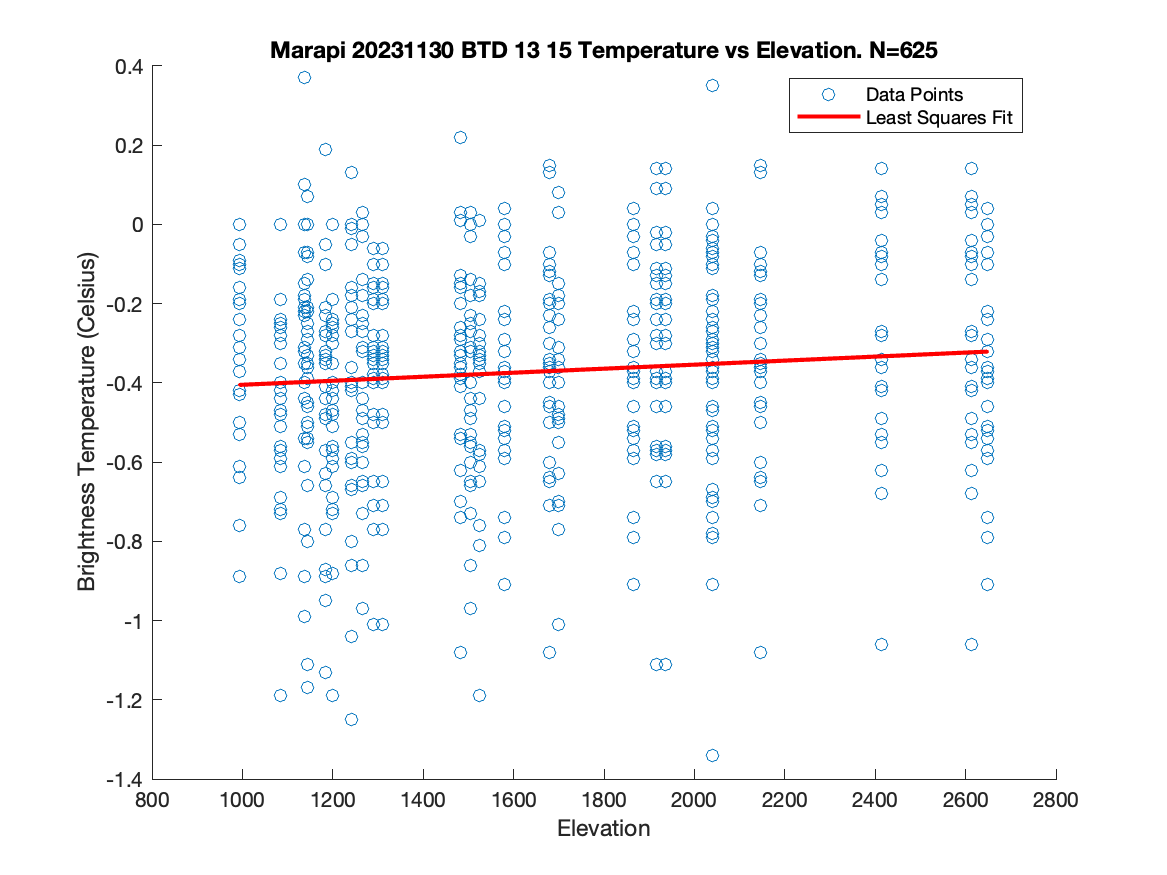 Marapi 20231130 BTD 13 15 Temperature vs Elevation. N=625
Data Points
Least Squares Fit
0.4
0.2
0
-0.2
-0.4
-0.6
-0.8
-1
-1.2
-1.4
Brightness Temperature (Celsius)
800 1000 1200 1400 1600 1800 2000 2200 2400 2600 2800
Elevation